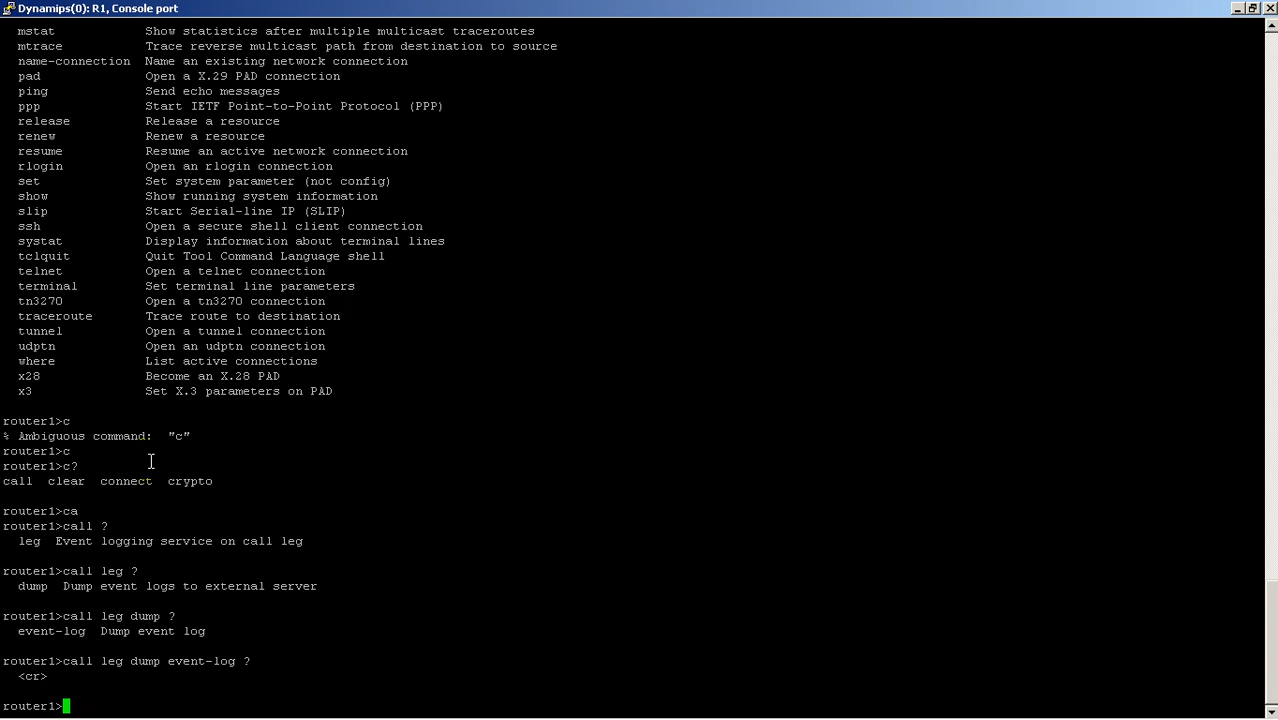 Dynamips(0): R1, Console port
mstat Show statistics after multiple multicast traceroutes
mtrace Trace reverse multicast path from destination to source
name-connection Name an existing network connection
pad Open a X.29 PAD connection
ping Send echo messages
ppp Start IETF Point-to-Point Protocol (PPP)
release Release a resource
renew Renew a resource
resume Resume an active network connection
rlogin Open an rlogin connection
set Set system parameter (not config)
show Show running system information
slip Start Serial-line IP (SLIP)
ssh Open a secure shell client connection
systat Display information about terminal lines
tclquit Quit Tool Command Language shell
telnet Open a telnet connection
terminal Set terminal line parameters
tn3270 Open a tn3270 connection
traceroute Trace route to destination
tunnel Open a tunnel connection
udptn Open an udptn connection
where List active connections
x28 Become an X.28 PAD
x3 Set X.3 parameters on PAD
router1>c
% Ambiguous command: "c"
router1>c
router1>c?
call clear connect crypto
router1>ca
router1>call ?
leg Event logging service on call leg
router1>call leg ?
dump Dump event logs to external server
router1>call leg dump ?
event-log Dump event log
router1>call leg dump event-log ?
<cr>
router1>